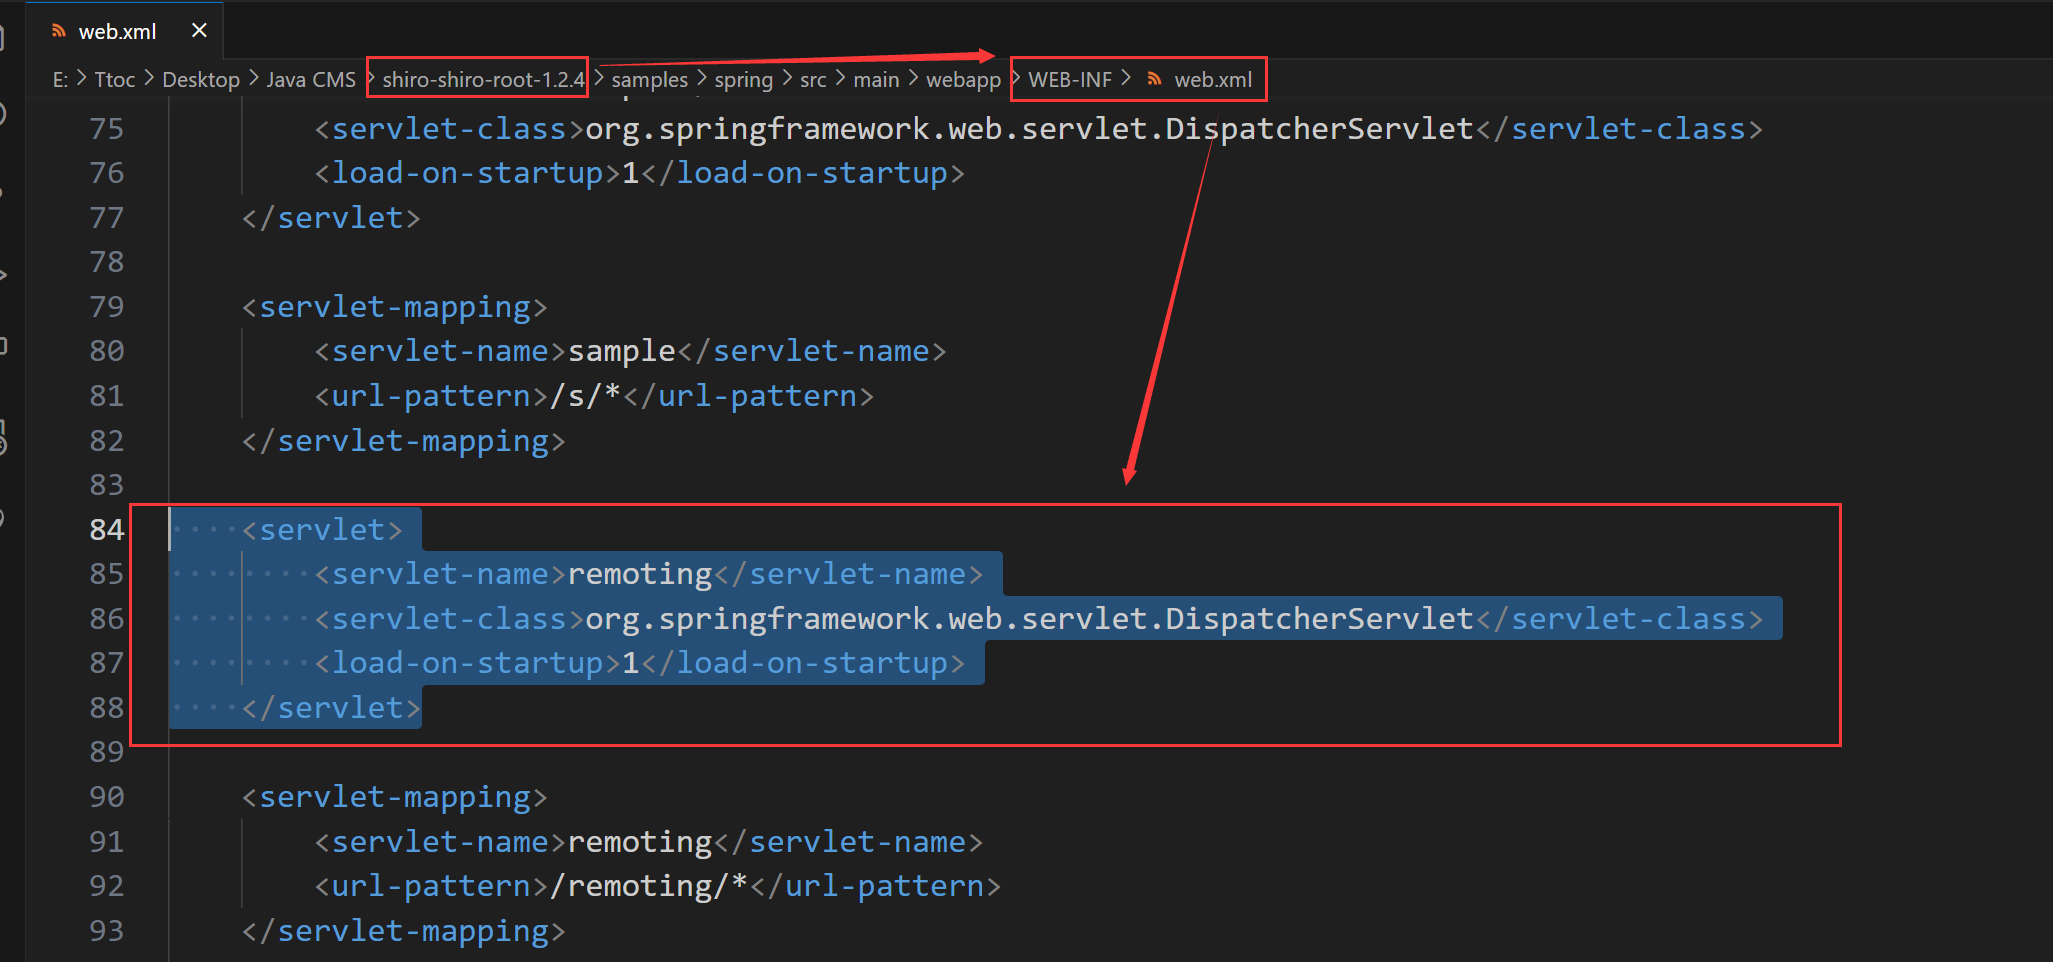 web.xml
E: > Ttoc > Desktop > Java CMS > shiro-shiro-root-1.2.4 > samples > spring > src > main > webapp > WEB-INF > web.xml
75 <servlet-class>org.springframework.web.servlet.DispatcherServlet</servlet-class>
76 <load-on-startup>1</load-on-startup>
77 </servlet>
78
79 <servlet-mapping>
80 <servlet-name>sample</servlet-name>
81 <url-pattern>/s/*</url-pattern>
82 </servlet-mapping>
83
84 <servlet>
85 <servlet-name>remoting</servlet-name>
86 <servlet-class>org.springframework.web.servlet.DispatcherServlet</servlet-class>
87 <load-on-startup>1</load-on-startup>
88 </servlet>
89
90 <servlet-mapping>
91 <servlet-name>remoting</servlet-name>
92 <url-pattern>/remoting/*</url-pattern>
93 </servlet-mapping>